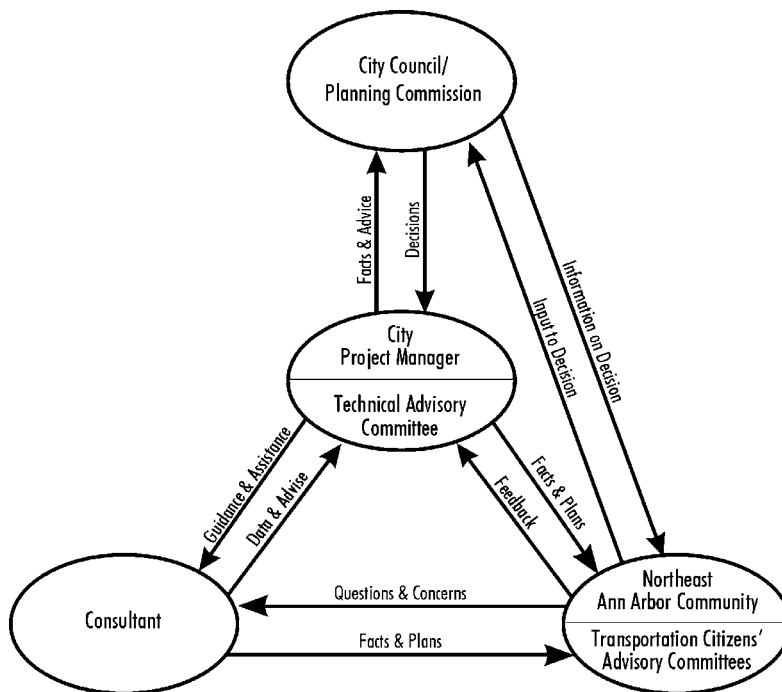 City Council/
Planning Commission
Facts & Advice
Decisions
Input to Decision
Information on Decision
City
Project Manager
Technical Advisory
Committee
Guidance & Assistance
Data & Advise
Feedback
Facts & Plans
Consultant
Questions & Concerns
Facts & Plans
Northeast
Ann Arbor Community
Transportation Citizens'
Advisory Committees